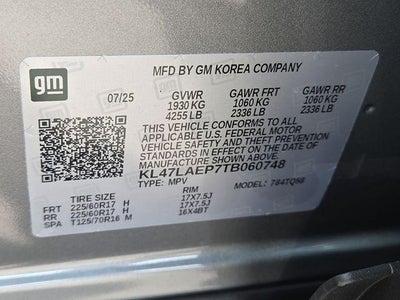 gm
MFD BY GM KOREA COMPANY
07/25 GVWR GAWR FRT GAWR RR
1930 KG 1060 KG 1060 KG
4255 LB 2336 LB 2336 LB
THIS VEHICLE CONFORMS TO ALL
APPLICABLE U.S. FEDERAL MOTOR
VEHICLE SAFETY AND THEFT PREVENTION
STANDARDS IN EFFECT ON THE DATE OF
MANUFACTURE SHOWN ABOVE.
KL47LAEP7TB060748
TYPE: MPV MODEL: 784TQ58
TIRE SIZE RIM
FRT 225/60R17 H 17X7.5J
RR 225/60R17 H 17X7.5J
SPA T125/70R16 M 16X4BT